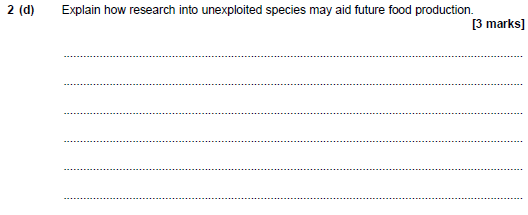 2 (d) Explain how research into unexploited species may aid future food production.
[3 marks]